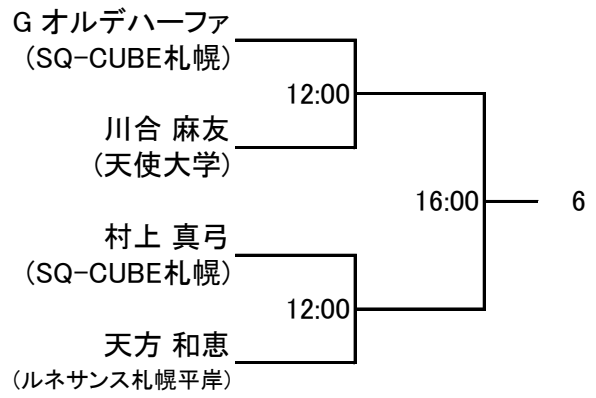 G オルデハーファ
(SQ-CUBE札幌)
12:00
川合 麻友
(天使大学)
16:00
6
村上 真弓
(SQ-CUBE札幌)
12:00
天方 和恵
(ルネサンス札幌平岸)